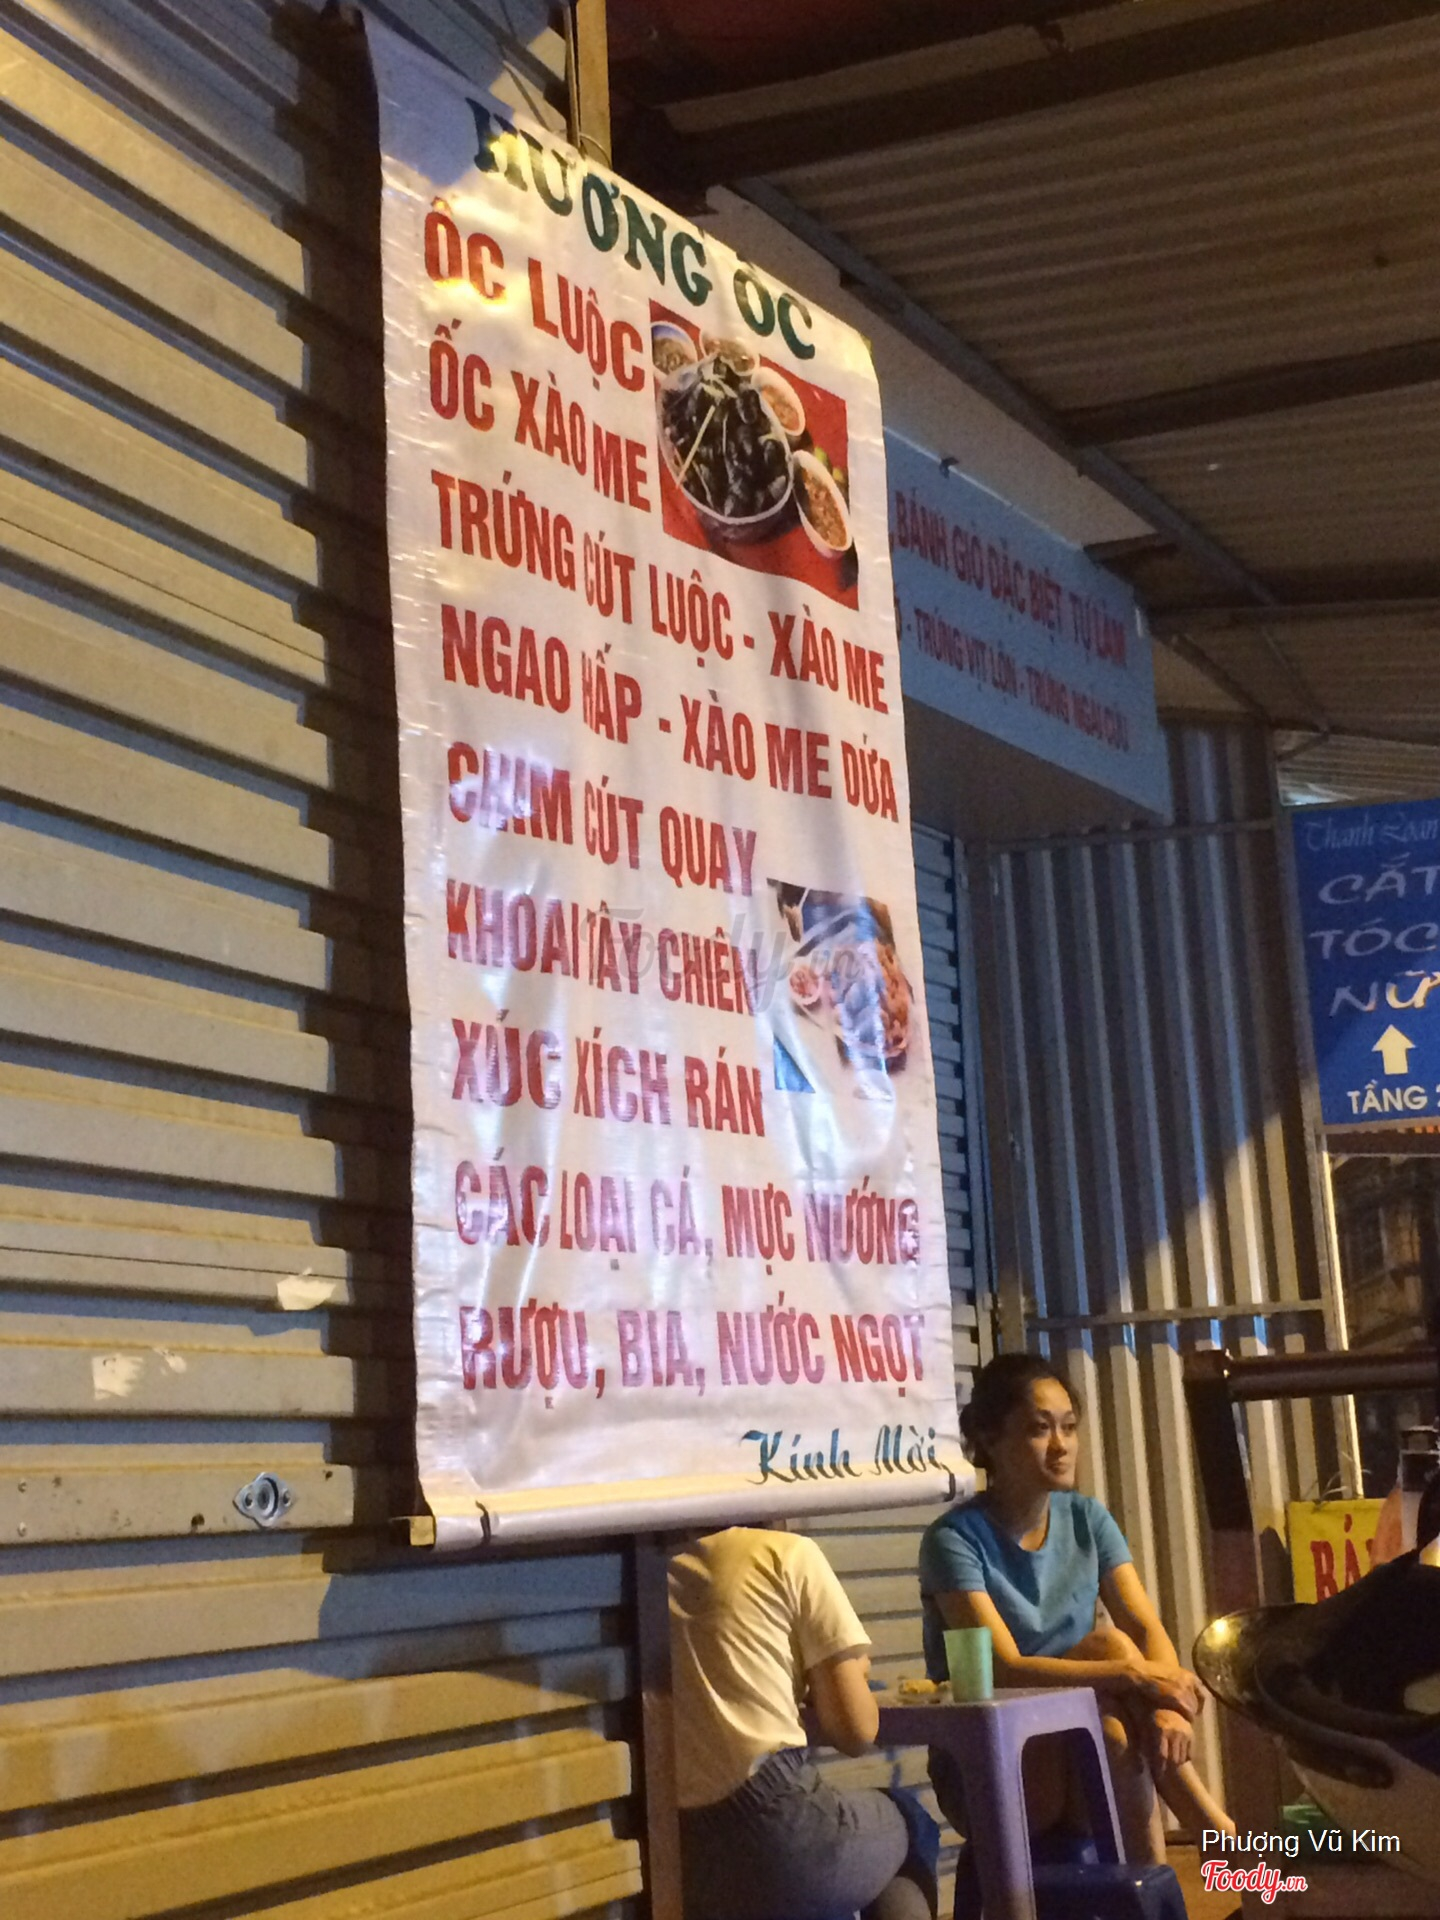 HƯƠNG ỐC
ỐC LUỘC
ỐC XÀO ME
TRỨNG CÚT LUỘC - XÀO ME
NGAO HẤP - XÀO ME DỨA
CHIM CÚT QUAY
KHOAI TÂY CHIÊN
XÚC XÍCH RÁN
CÁC LOẠI CÁ, MỰC NƯỚNG
RƯỢU, BIA, NƯỚC NGỌT
Kính Mời
BÁNH GIÒ ĐẶC BIỆT TỰ LÀM
- TRỨNG VỊT LỘN - TRỨNG NGẢI CỨU
Thanh Loan
CẮT
TÓC
NỮ
TẦNG
Foody.vn
Phượng Vũ Kim
Foody.vn